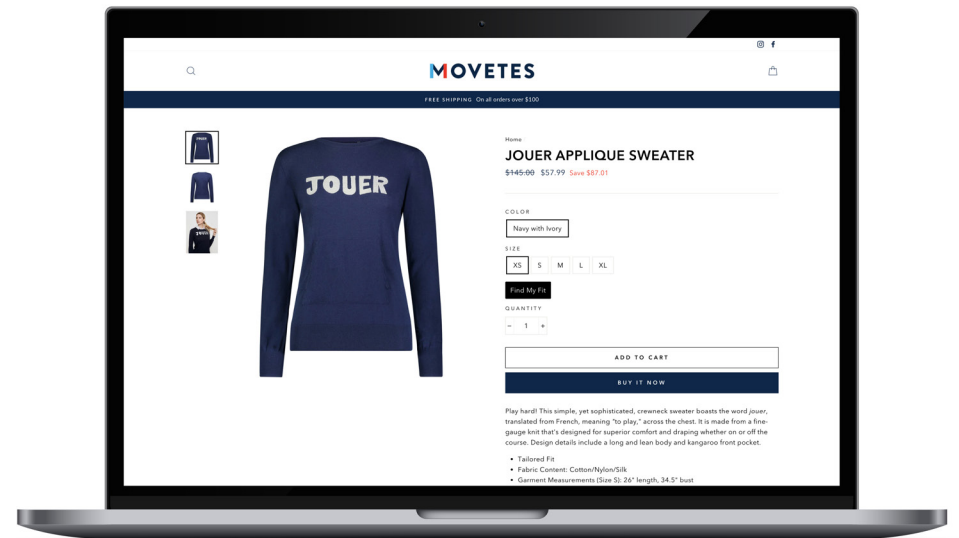 MOVETES
FREE SHIPPING On all orders over $100
JOUER
JOUER
JOUER
Home
JOUER APPLIQUE SWEATER
$145.00 $57.99 Save $87.01
COLOR
Navy with Ivory
SIZE
XS S M L XL
Find My Fit
QUANTITY
− 1 +
ADD TO CART
BUY IT NOW
Play hard! This simple, yet sophisticated, crewneck sweater boasts the word jouer,
translated from French, meaning "to play," across the chest. It is made from a fine-
gauge knit that's designed for superior comfort and draping whether on or off the
course. Design details include a long and lean body and kangaroo front pocket.
• Tailored Fit
• Fabric Content: Cotton/Nylon/Silk
• Garment Measurements (Size S): 26" length, 34.5" bust